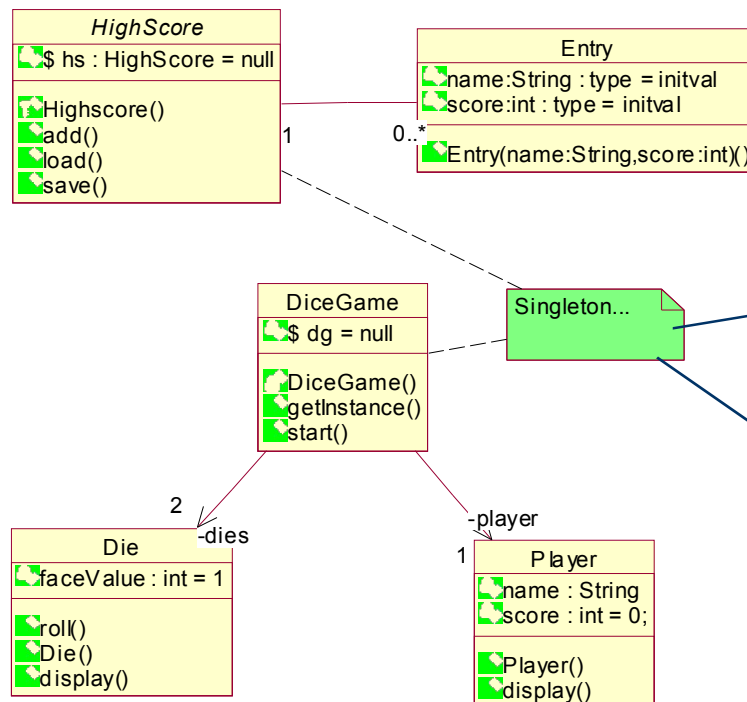 HighScore
$ hs : HighScore = null
Highscore()
add()
load()
save()
1
0..*
Entry
name:String : type = initval
score:int : type = initval
Entry(name:String,score:int)()
Singleton...
DiceGame
$ dg = null
DiceGame()
getInstance()
start()
2
-dies
-player
1
Die
faceValue : int = 1
roll()
Die()
display()
Player
name : String
score : int = 0;
Player()
display()